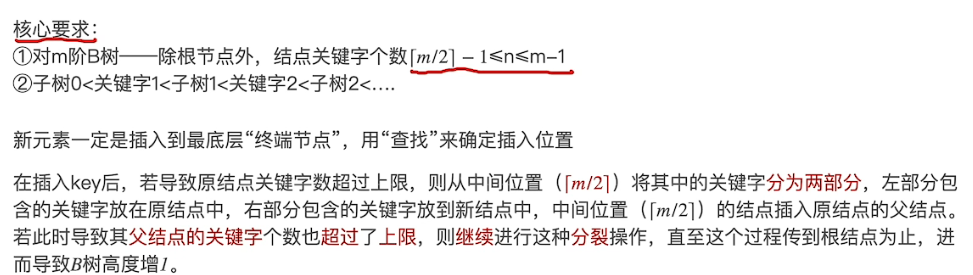 核心要求:
①对m阶B树——除根节点外，结点关键字个数⌈m/2⌉ − 1≤n≤m−1
②子树0<关键字1<子树1<关键字2<子树2<....
新元素一定是插入到最底层“终端节点”，用“查找”来确定插入位置
在插入key后，若导致原结点关键字数超过上限，则从中间位置（⌈m/2⌉）将其中的关键字分为两部分，左部分包
含的关键字放在原结点中，右部分包含的关键字放到新结点中，中间位置（⌈m/2⌉）的结点插入原结点的父结点。
若此时导致其父结点的关键字个数也超过了上限，则继续进行这种分裂操作，直至这个过程传到根结点为止，进
而导致B树高度增1。